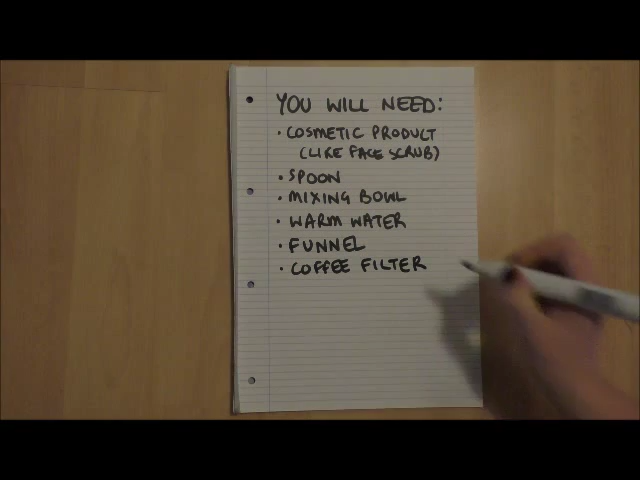 YOU WILL NEED:
• COSMETIC PRODUCT
(LIKE FACE SCRUB)
• SPOON
• MIXING BOWL
• WARM WATER
• FUNNEL
• COFFEE FILTER